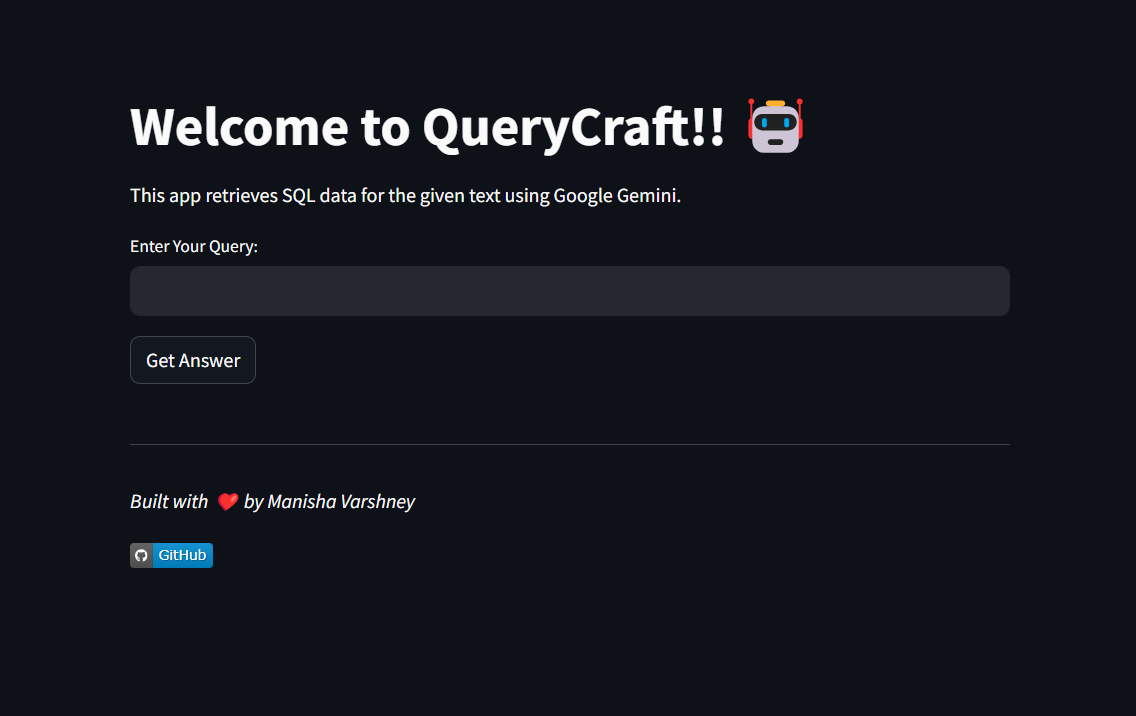 Welcome to QueryCraft!! 🤖
This app retrieves SQL data for the given text using Google Gemini.
Enter Your Query:
Get Answer
Built with ❤️ by Manisha Varshney
GitHub